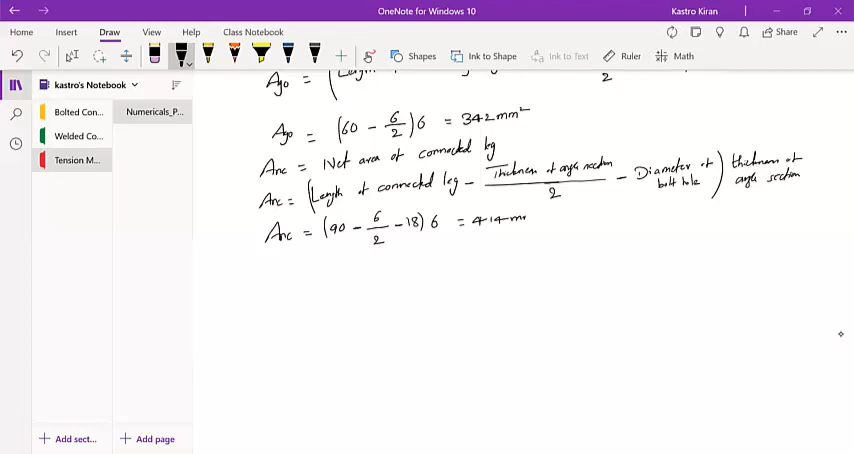 OneNote for Windows 10
Kastro Kiran
Home Insert Draw View Help Class Notebook
Share
Shapes Ink to Shape Ink to Text Ruler Math
kastro's Notebook
Bolted Con...
Welded Co...
Tension M...
Numericals_P...
Ago = (Length
2
Ago = (60 - 6/2) 6 = 342 mm²
Anc = Net area of connected leg
Anc = (Length of connected leg - Thickness of angle section/2 - Diameter of bolt hole) thickness of angle section
Anc = (90 - 6/2 - 18) 6 = 414 m
+ Add sect...
+ Add page